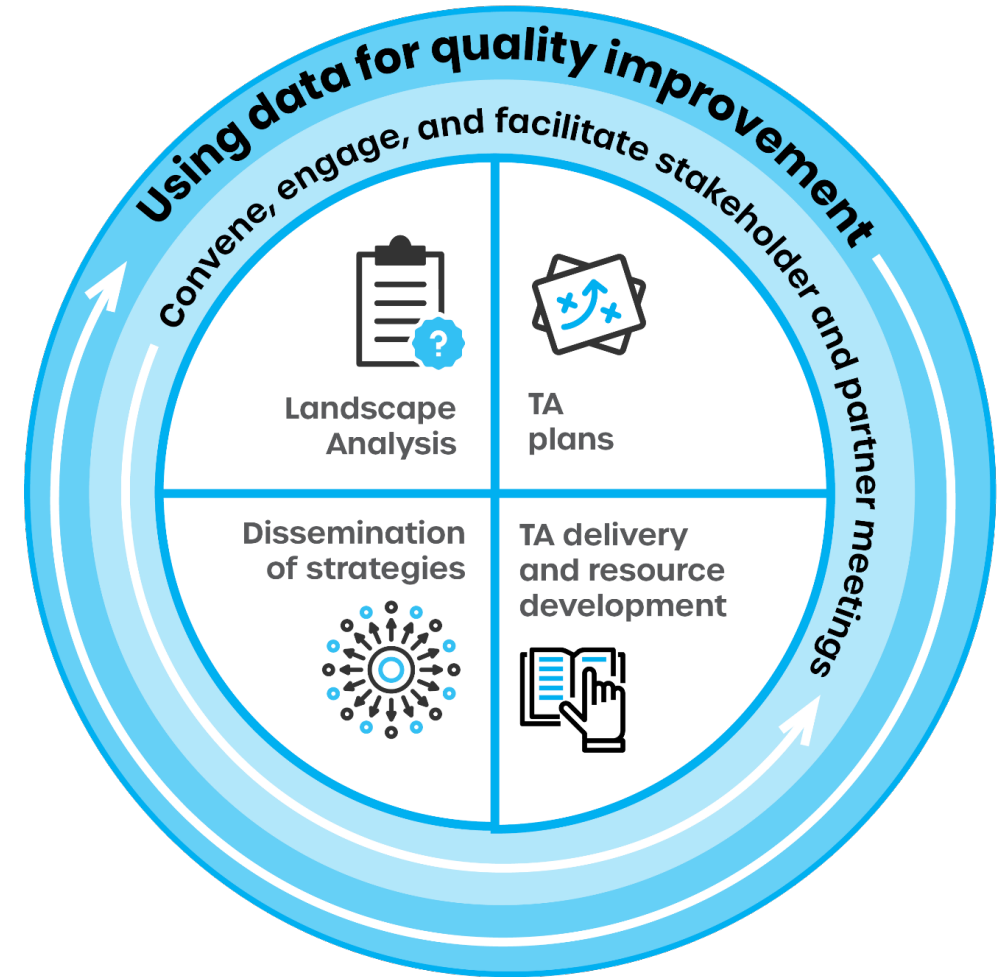 Using data for quality improvement
Convene, engage, and facilitate stakeholder and partner meetings
?
Landscape
Analysis
TA
plans
Dissemination
of strategies
TA delivery
and resource
development